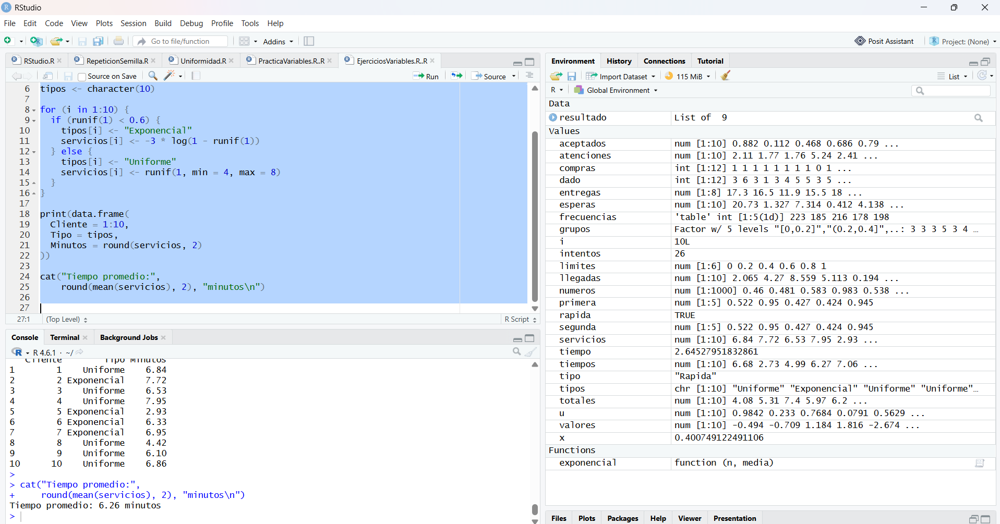 RStudio
File Edit Code View Plots Session Build Debug Profile Tools Help
Go to file/function Addins Posit Assistant Project: (None)
RStudio.R RepeticionSemilla.R Uniformidad.R PracticaVariables.R..R EjerciciosVariables.R..R
Source on Save Run Source
6 tipos <- character(10)
7
8 for (i in 1:10) {
9 if (runif(1) < 0.6) {
10 tipos[i] <- "Exponencial"
11 servicios[i] <- -3 * log(1 - runif(1))
12 } else {
13 tipos[i] <- "Uniforme"
14 servicios[i] <- runif(1, min = 4, max = 8)
15 }
16 }
17
18 print(data.frame(
19 Cliente = 1:10,
20 Tipo = tipos,
21 Minutos = round(servicios, 2)
22 ))
23
24 cat("Tiempo promedio:",
25 round(mean(servicios), 2), "minutos\n")
26
27
27:1 (Top Level) R Script
Console Terminal Background Jobs
R 4.6.1 · ~/
Cliente Tipo Minutos
1 1 Uniforme 6.84
2 2 Exponencial 7.72
3 3 Uniforme 6.53
4 4 Uniforme 7.95
5 5 Exponencial 2.93
6 6 Exponencial 6.33
7 7 Exponencial 6.95
8 8 Uniforme 4.42
9 9 Uniforme 6.10
10 10 Uniforme 6.86
>
> cat("Tiempo promedio:",
+ round(mean(servicios), 2), "minutos\n")
Tiempo promedio: 6.26 minutos
>
Environment History Connections Tutorial
Import Dataset 115 MiB List
R Global Environment
Data
resultado List of 9
Values
aceptados num [1:10] 0.882 0.112 0.468 0.686 0.79 ...
atenciones num [1:10] 2.11 1.77 1.76 5.24 2.41 ...
compras int [1:12] 1 1 1 1 1 1 1 1 0 1 ...
dado int [1:12] 3 6 3 1 3 4 5 5 3 5 ...
entregas num [1:8] 17.3 16.5 11.9 15.5 18 ...
esperas num [1:10] 20.73 1.327 7.314 0.412 4.138 ...
frecuencias 'table' int [1:5(1d)] 223 185 216 178 198
grupos Factor w/ 5 levels "[0,0.2]","(0.2,0.4]",..: 3 3 3 5 3 4 …
i 10L
intentos 26
limites num [1:6] 0 0.2 0.4 0.6 0.8 1
llegadas num [1:10] 2.065 4.27 8.559 5.113 0.194 ...
numeros num [1:1000] 0.46 0.481 0.583 0.983 0.538 ...
primera num [1:5] 0.522 0.95 0.427 0.424 0.945
rapida TRUE
segunda num [1:5] 0.522 0.95 0.427 0.424 0.945
servicios num [1:10] 6.84 7.72 6.53 7.95 2.93 ...
tiempo 2.64527951832861
tiempos num [1:10] 6.68 2.73 4.99 6.27 7.06 ...
tipo "Rapida"
tipos chr [1:10] "Uniforme" "Exponencial" "Uniforme" "Uniforme"…
totales num [1:10] 4.08 5.31 7.4 5.97 6.2 ...
u num [1:10] 0.9842 0.233 0.7684 0.0791 0.5629 ...
valores num [1:10] -0.494 -0.709 1.184 1.816 -2.674 ...
x 0.400749122491106
Functions
exponencial function (n, media)
Files Plots Packages Help Viewer Presentation